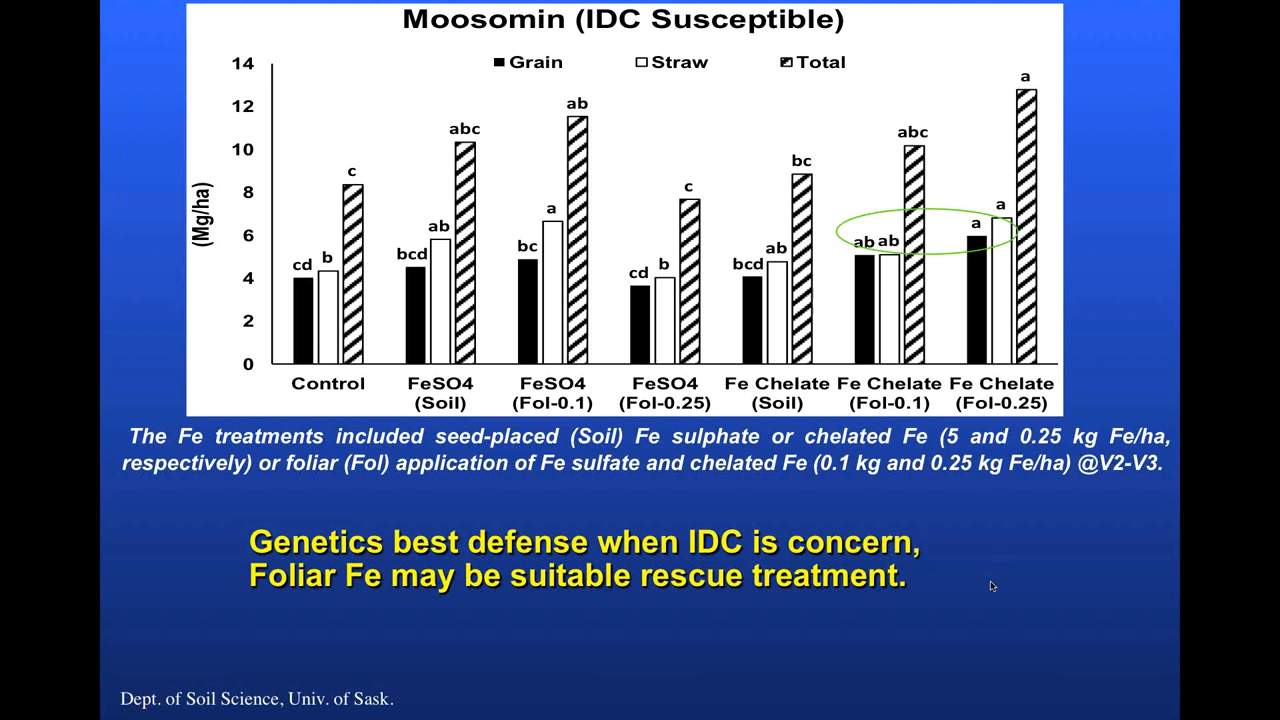 Moosomin (IDC Susceptible)
Grain Straw Total
(Mg/ha)
14
12
10
8
6
4
2
0
cd b c
bcd ab abc
bc a ab
cd b c
bcd ab bc
ab ab abc
a a a
Control FeSO4 FeSO4 FeSO4 Fe Chelate Fe Chelate Fe Chelate
(Soil) (Fol-0.1) (Fol-0.25) (Soil) (Fol-0.1) (Fol-0.25)
The Fe treatments included seed-placed (Soil) Fe sulphate or chelated Fe (5 and 0.25 kg Fe/ha,
respectively) or foliar (Fol) application of Fe sulfate and chelated Fe (0.1 kg and 0.25 kg Fe/ha) @V2-V3.
Genetics best defense when IDC is concern,
Foliar Fe may be suitable rescue treatment.
Dept. of Soil Science, Univ. of Sask.